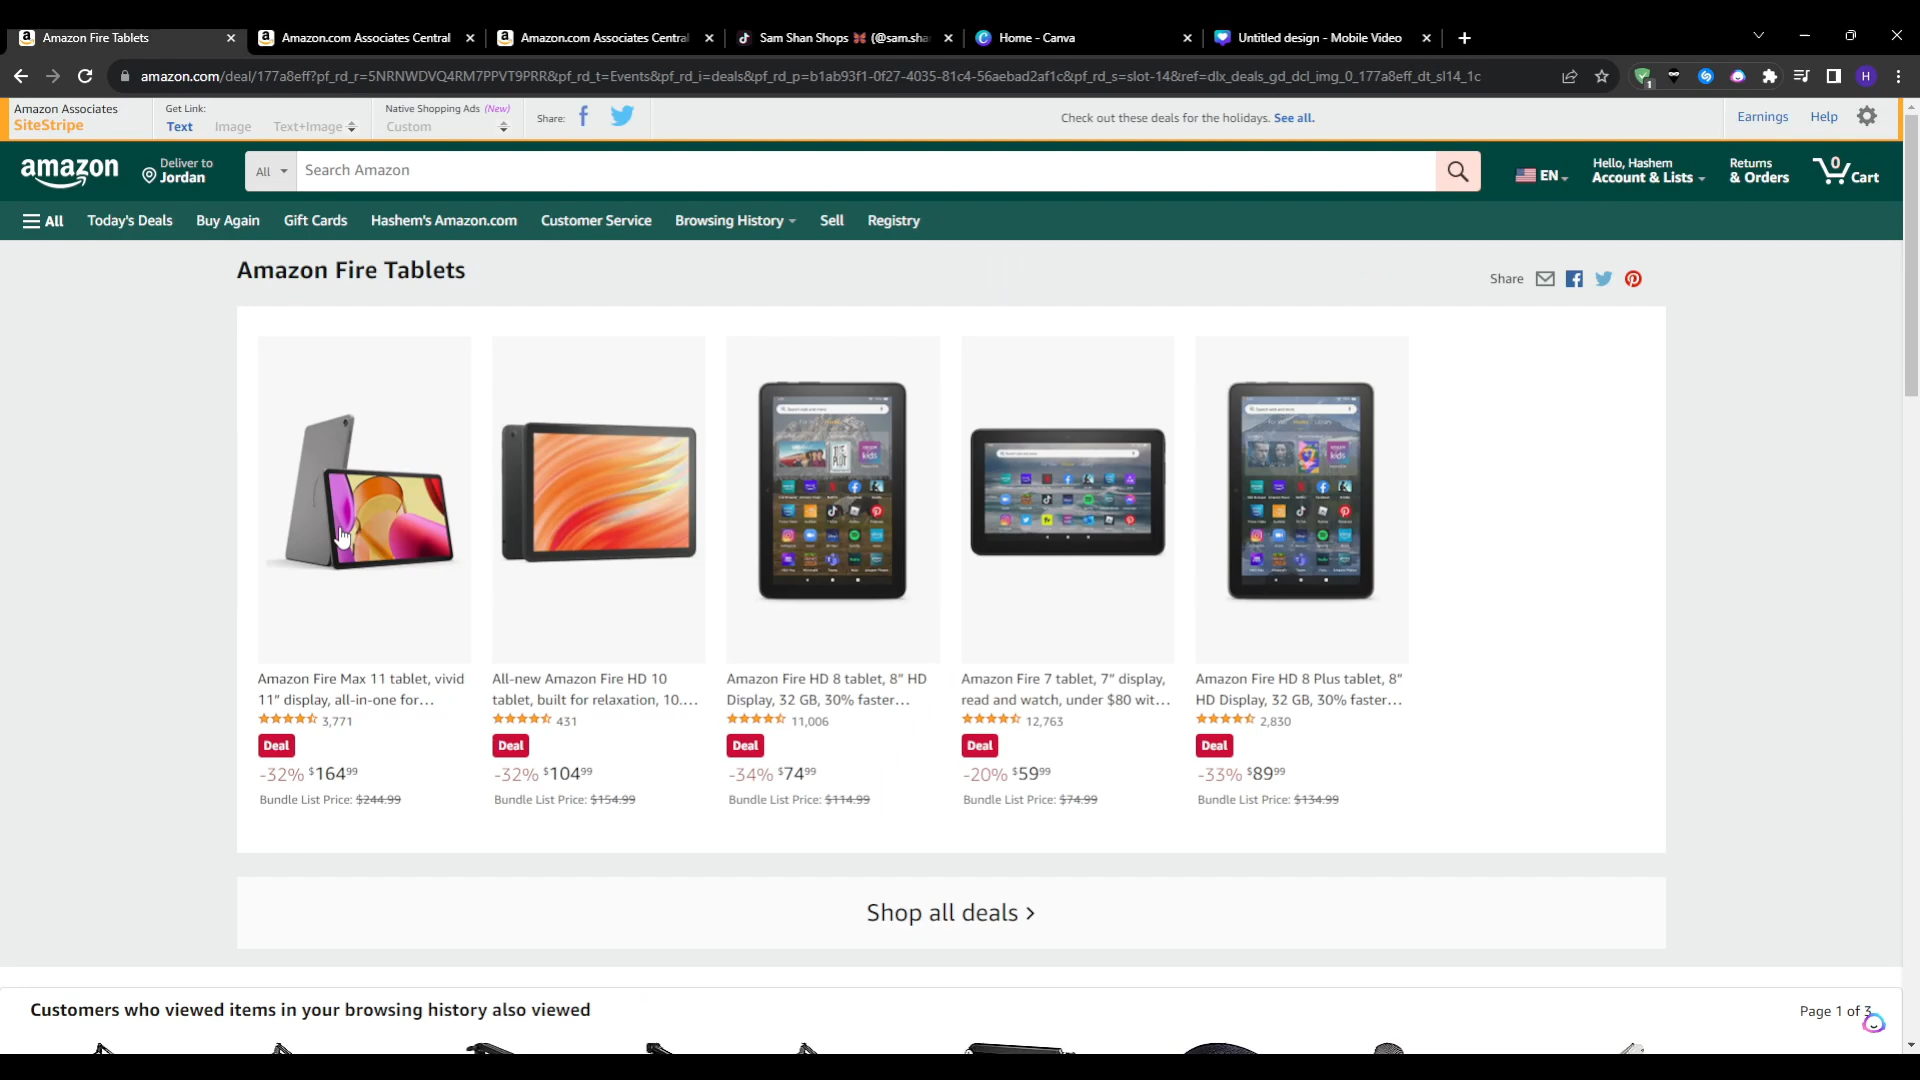 Amazon Fire Tablets
Amazon.com Associates Central
Amazon.com Associates Central
Sam Shan Shops (@sam.sha
Home - Canva
Untitled design - Mobile Video
amazon.com/deal/177a8eff?pf_rd_r=5NRNWDVQ4RM7PPVT9PRR&pf_rd_t=Events&pf_rd_i=deals&pf_rd_p=b1ab93f1-0f27-4035-81c4-56aebad2af1c&pf_rd_s=slot-14&ref=dlx_deals_gd_dcl_img_0_177a8eff_dt_sl14_1c
1
H
Amazon Associates
SiteStripe
Get Link:
Text Image Text+Image
Native Shopping Ads (New)
Custom
Share:
Check out these deals for the holidays. See all.
Earnings
Help
amazon
Deliver to
Jordan
All
Search Amazon
EN
Hello, Hashem
Account & Lists
Returns
& Orders
0
Cart
All
Today's Deals
Buy Again
Gift Cards
Hashem's Amazon.com
Customer Service
Browsing History
Sell
Registry
Amazon Fire Tablets
Share
Amazon Fire Max 11 tablet, vivid
11” display, all-in-one for...
3,771
Deal
-32% $164.99
Bundle List Price: $244.99
All-new Amazon Fire HD 10
tablet, built for relaxation, 10....
431
Deal
-32% $104.99
Bundle List Price: $154.99
Amazon Fire HD 8 tablet, 8” HD
Display, 32 GB, 30% faster...
11,006
Deal
-34% $74.99
Bundle List Price: $114.99
Amazon Fire 7 tablet, 7” display,
read and watch, under $80 wit...
12,763
Deal
-20% $59.99
Bundle List Price: $74.99
Amazon Fire HD 8 Plus tablet, 8”
HD Display, 32 GB, 30% faster...
2,830
Deal
-33% $89.99
Bundle List Price: $134.99
Shop all deals
Customers who viewed items in your browsing history also viewed
Page 1 of 3